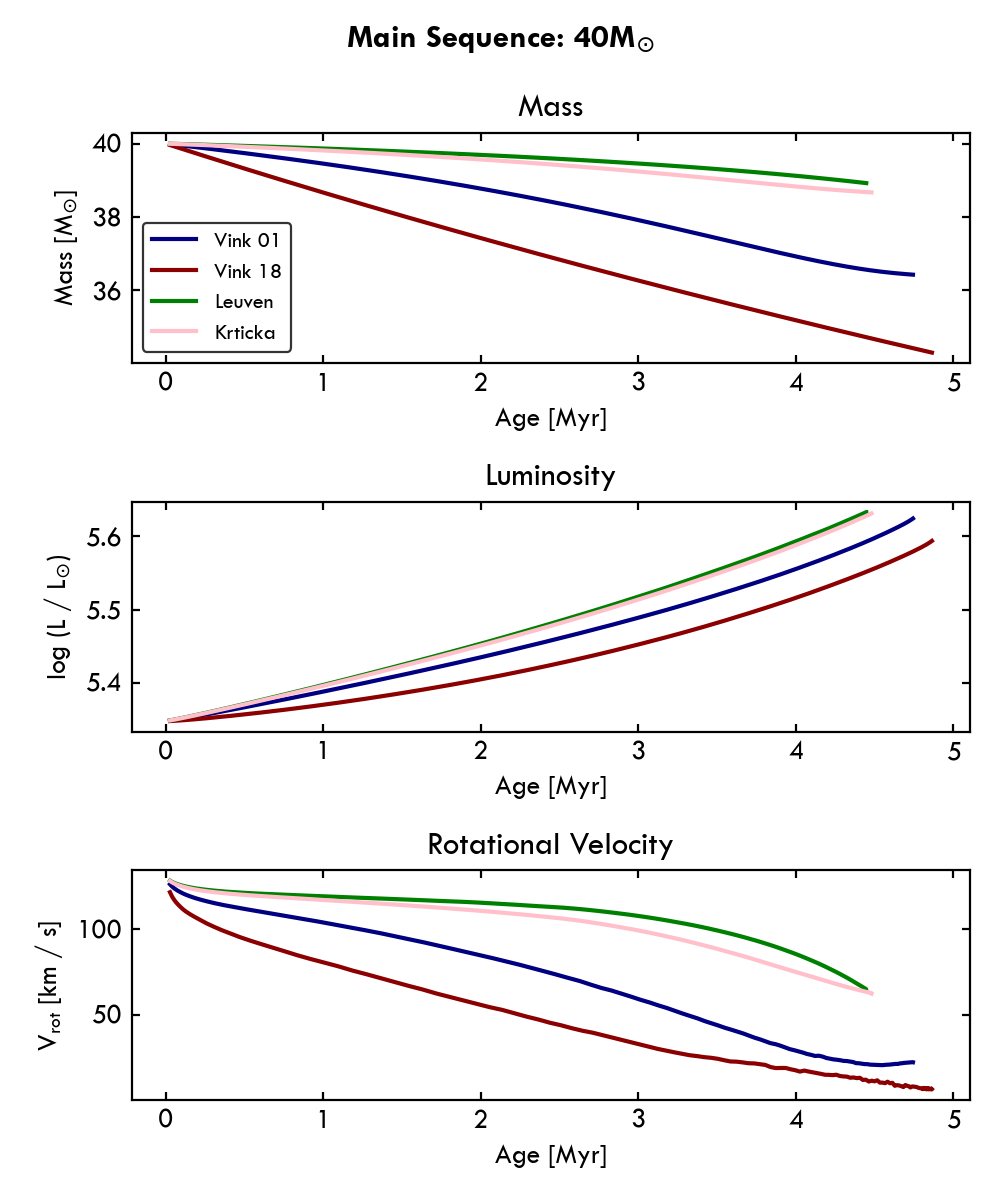 Main Sequence: 40M☉
Mass
Mass [M☉]
40
38
36
Vink 01
Vink 18
Leuven
Krticka
0 1 2 3 4 5
Age [Myr]
Luminosity
log (L / L☉)
5.6
5.5
5.4
0 1 2 3 4 5
Age [Myr]
Rotational Velocity
Vrot [km / s]
100
50
0 1 2 3 4 5
Age [Myr]